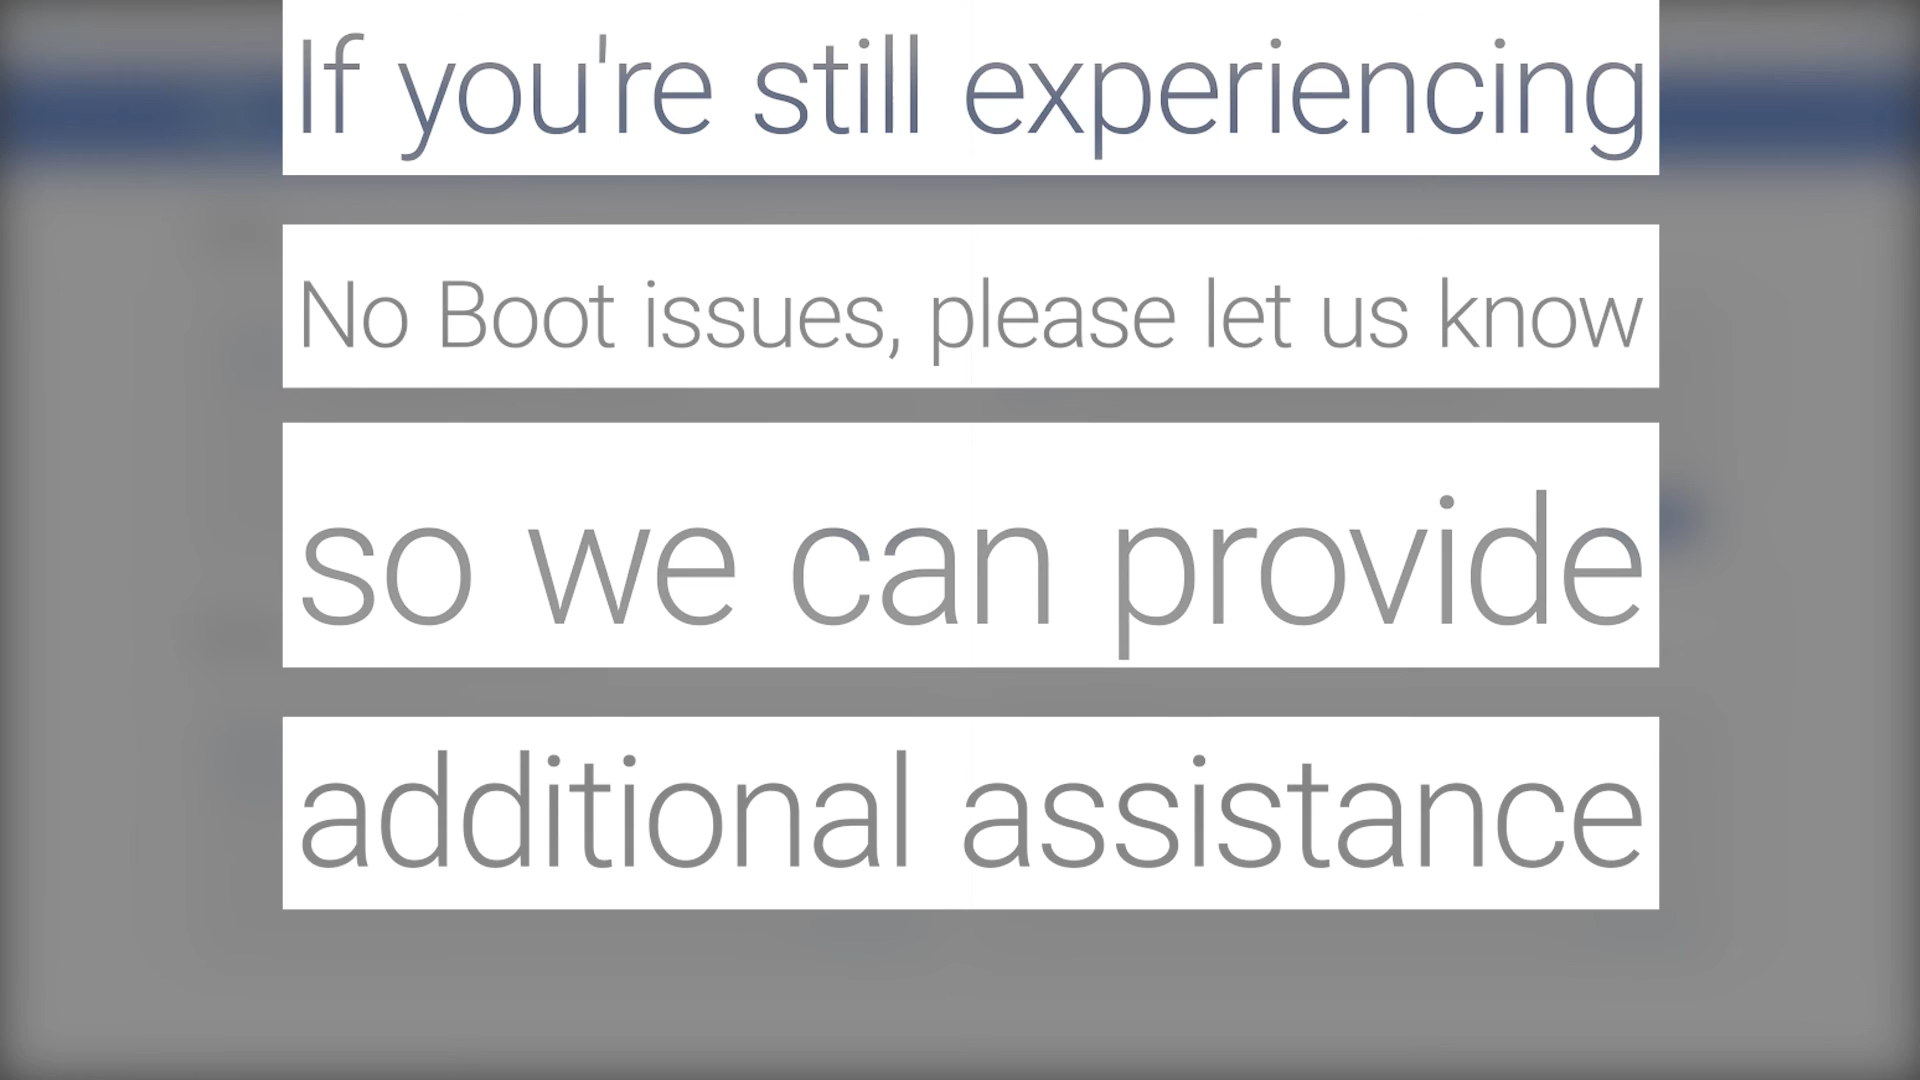 If you're still experiencing
No Boot issues, please let us know
so we can provide
additional assistance